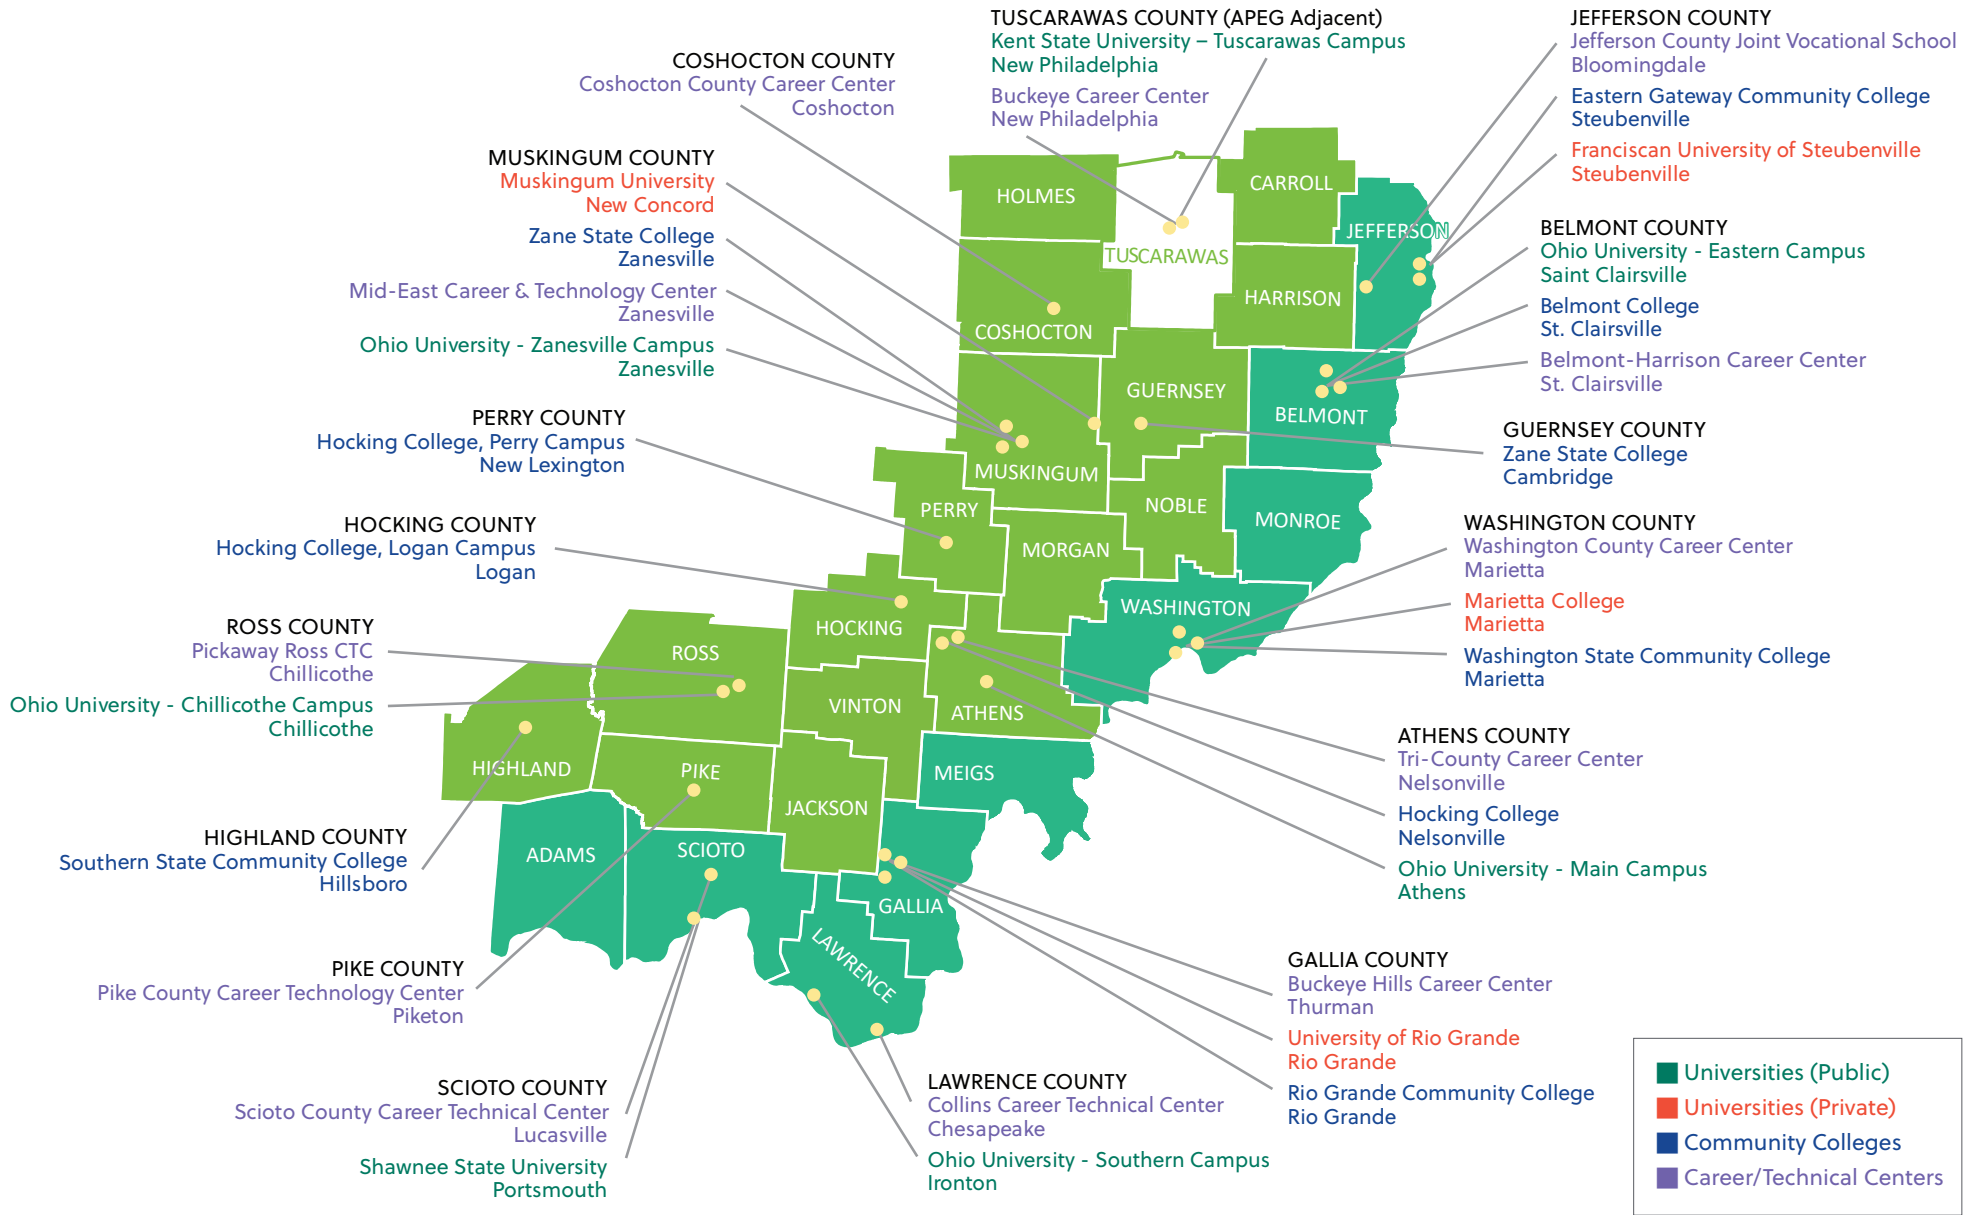 TUSCARAWAS COUNTY (APEG Adjacent)
Kent State University – Tuscarawas Campus
New Philadelphia
Buckeye Career Center
New Philadelphia
JEFFERSON COUNTY
Jefferson County Joint Vocational School
Bloomingdale
Eastern Gateway Community College
Steubenville
Franciscan University of Steubenville
Steubenville
COSHOCTON COUNTY
Coshocton County Career Center
Coshocton
MUSKINGUM COUNTY
Muskingum University
New Concord
Zane State College
Zanesville
Mid-East Career & Technology Center
Zanesville
Ohio University - Zanesville Campus
Zanesville
BELMONT COUNTY
Ohio University - Eastern Campus
Saint Clairsville
Belmont College
St. Clairsville
Belmont-Harrison Career Center
St. Clairsville
PERRY COUNTY
Hocking College, Perry Campus
New Lexington
GUERNSEY COUNTY
Zane State College
Cambridge
HOCKING COUNTY
Hocking College, Logan Campus
Logan
WASHINGTON COUNTY
Washington County Career Center
Marietta
Marietta College
Marietta
Washington State Community College
Marietta
ROSS COUNTY
Pickaway Ross CTC
Chillicothe
Ohio University - Chillicothe Campus
Chillicothe
ATHENS COUNTY
Tri-County Career Center
Nelsonville
Hocking College
Nelsonville
Ohio University - Main Campus
Athens
HIGHLAND COUNTY
Southern State Community College
Hillsboro
PIKE COUNTY
Pike County Career Technology Center
Piketon
GALLIA COUNTY
Buckeye Hills Career Center
Thurman
University of Rio Grande
Rio Grande
Rio Grande Community College
Rio Grande
SCIOTO COUNTY
Scioto County Career Technical Center
Lucasville
Shawnee State University
Portsmouth
LAWRENCE COUNTY
Collins Career Technical Center
Chesapeake
Ohio University - Southern Campus
Ironton
HOLMES
CARROLL
JEFFERSON
TUSCARAWAS
HARRISON
COSHOCTON
GUERNSEY
BELMONT
MUSKINGUM
NOBLE
PERRY
MONROE
MORGAN
WASHINGTON
HOCKING
ROSS
VINTON
ATHENS
HIGHLAND
PIKE
MEIGS
JACKSON
ADAMS
SCIOTO
GALLIA
LAWRENCE
Universities (Public)
Universities (Private)
Community Colleges
Career/Technical Centers